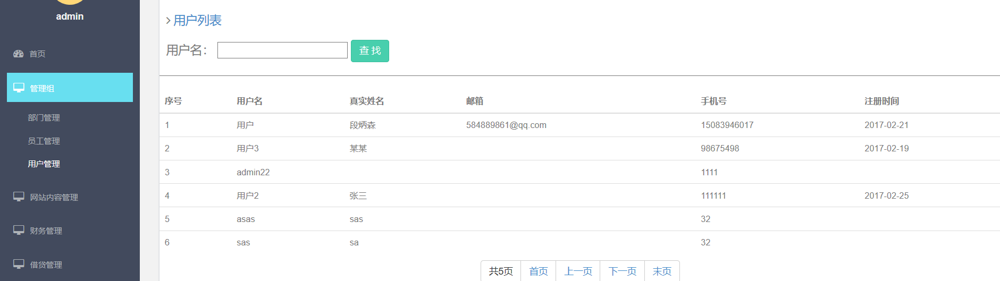 admin
首页
管理组
部门管理
员工管理
用户管理
网站内容管理
财务管理
借贷管理
用户列表
用户名：
查 找
序号 用户名 真实姓名 邮箱 手机号 注册时间
1 用户 段炳森 584889861@qq.com 15083946017 2017-02-21
2 用户3 某某 98675498 2017-02-19
3 admin22 1111
4 用户2 张三 111111 2017-02-25
5 asas sas 32
6 sas sa 32
共5页 首页 上一页 下一页 末页